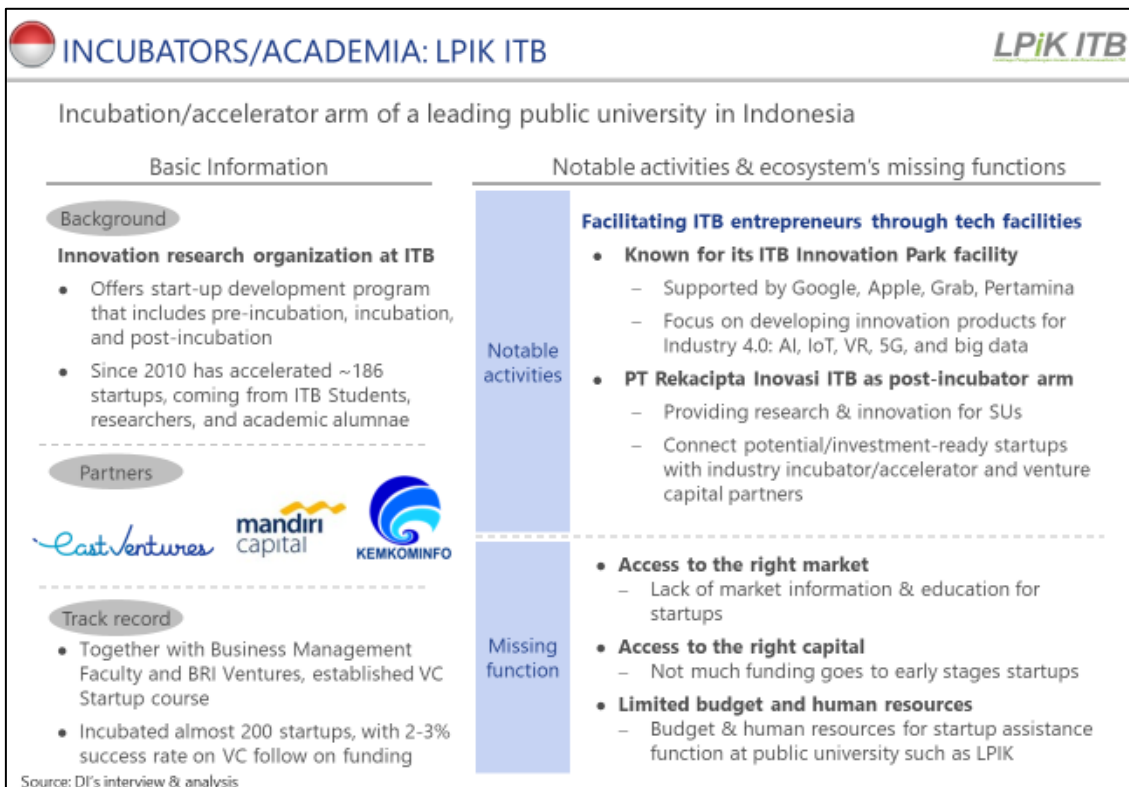 INCUBATORS/ACADEMIA: LPIK ITB
LPiK ITB
Incubation/accelerator arm of a leading public university in Indonesia
Basic Information
Background
Innovation research organization at ITB
● Offers start-up development program
that includes pre-incubation, incubation,
and post-incubation
● Since 2010 has accelerated ~186
startups, coming from ITB Students,
researchers, and academic alumnae
Partners
East Ventures
mandiri
capital
KEMKOMINFO
Track record
● Together with Business Management
Faculty and BRI Ventures, established VC
Startup course
● Incubated almost 200 startups, with 2-3%
success rate on VC follow on funding
Notable activities & ecosystem's missing functions
Notable
activities
Facilitating ITB entrepreneurs through tech facilities
● Known for its ITB Innovation Park facility
– Supported by Google, Apple, Grab, Pertamina
– Focus on developing innovation products for
Industry 4.0: AI, IoT, VR, 5G, and big data
● PT Rekacipta Inovasi ITB as post-incubator arm
– Providing research & innovation for SUs
– Connect potential/investment-ready startups
with industry incubator/accelerator and venture
capital partners
Missing
function
● Access to the right market
– Lack of market information & education for
startups
● Access to the right capital
– Not much funding goes to early stages startups
● Limited budget and human resources
– Budget & human resources for startup assistance
function at public university such as LPIK
Source: DI's interview & analysis